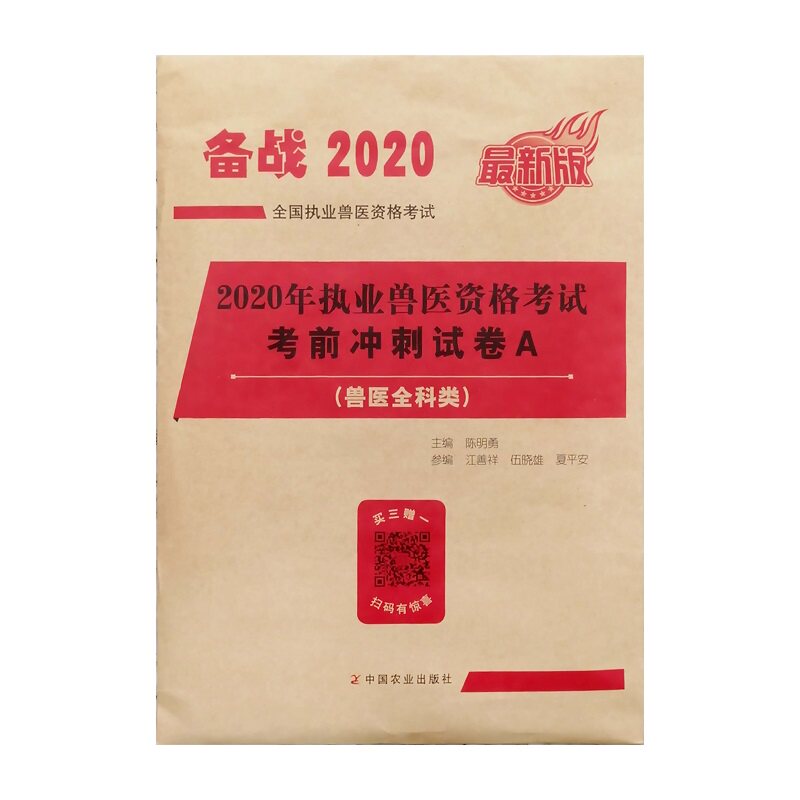 备战 2020
最新版
全国执业兽医资格考试
2020年执业兽医资格考试
考前冲刺试卷A
(兽医全科类)
主编 陈明勇
参编 江善祥 伍晓雄 夏平安
买三赠一
扫码有惊喜
中国农业出版社